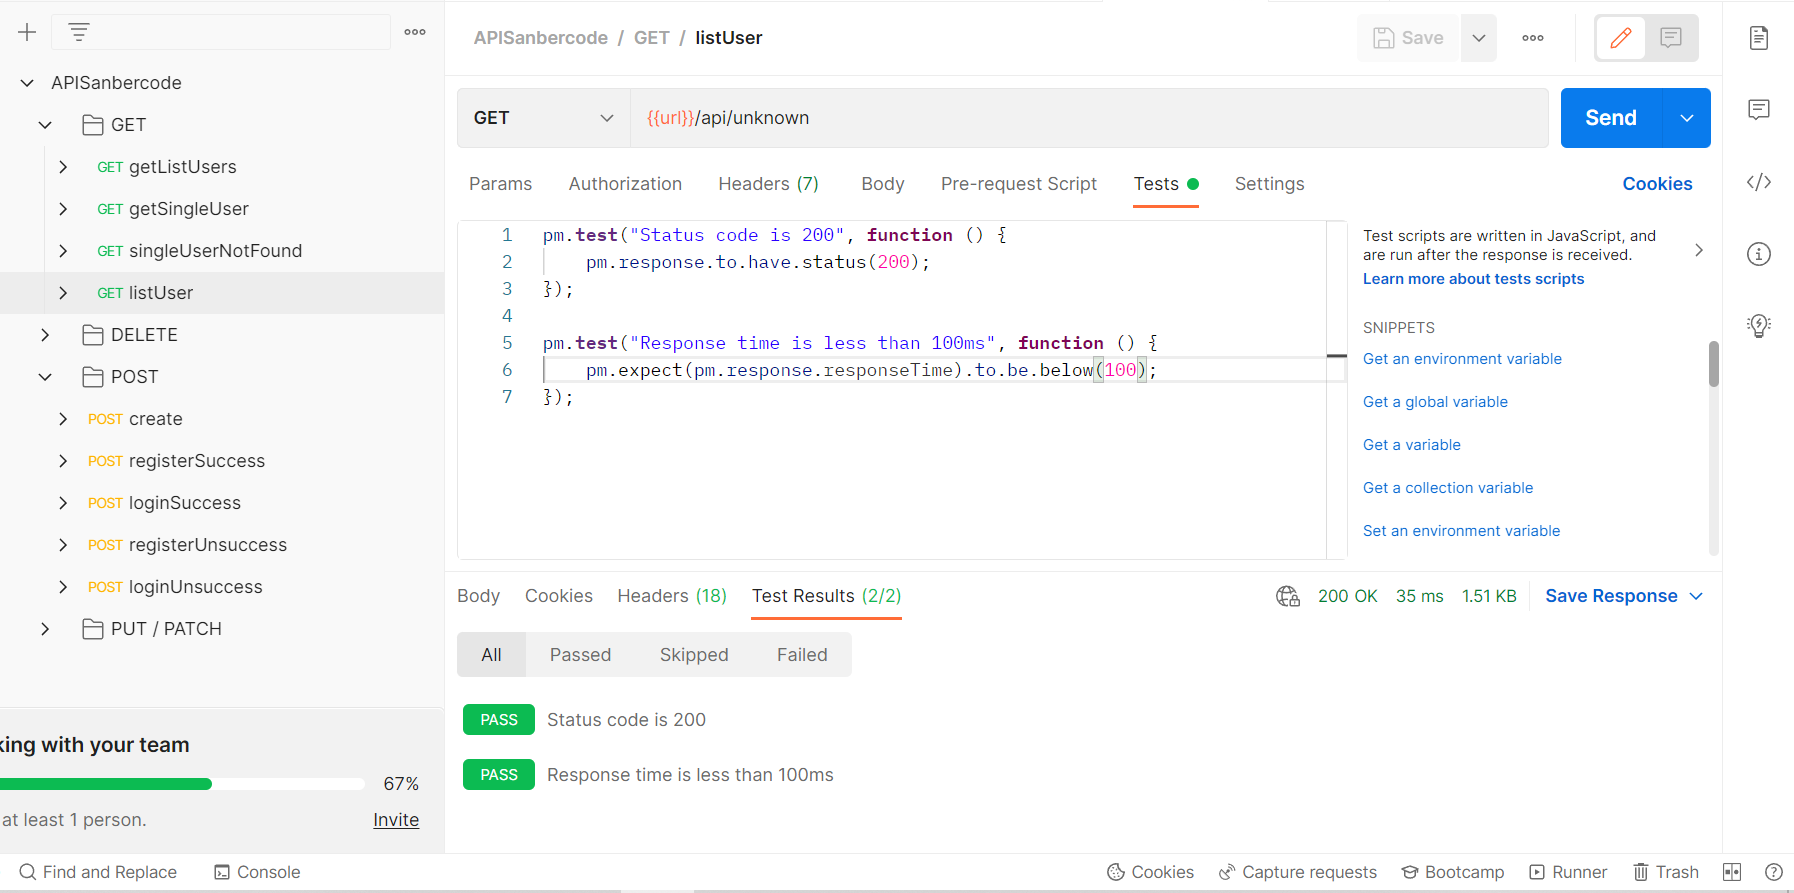 APISanbercode
GET
GET getListUsers
GET getSingleUser
GET singleUserNotFound
GET listUser
DELETE
POST
POST create
POST registerSuccess
POST loginSuccess
POST registerUnsuccess
POST loginUnsuccess
PUT / PATCH
king with your team
67%
at least 1 person.
Invite
APISanbercode / GET / listUser
Save
GET
{{url}}/api/unknown
Send
Params Authorization Headers (7) Body Pre-request Script Tests Settings
Cookies
1 pm.test("Status code is 200", function () {
2 pm.response.to.have.status(200);
3 });
4
5 pm.test("Response time is less than 100ms", function () {
6 pm.expect(pm.response.responseTime).to.be.below(100);
7 });
Test scripts are written in JavaScript, and
are run after the response is received.
Learn more about tests scripts
SNIPPETS
Get an environment variable
Get a global variable
Get a variable
Get a collection variable
Set an environment variable
Body Cookies Headers (18) Test Results (2/2)
200 OK 35 ms 1.51 KB Save Response
All Passed Skipped Failed
PASS Status code is 200
PASS Response time is less than 100ms
Find and Replace Console
Cookies Capture requests Bootcamp Runner Trash